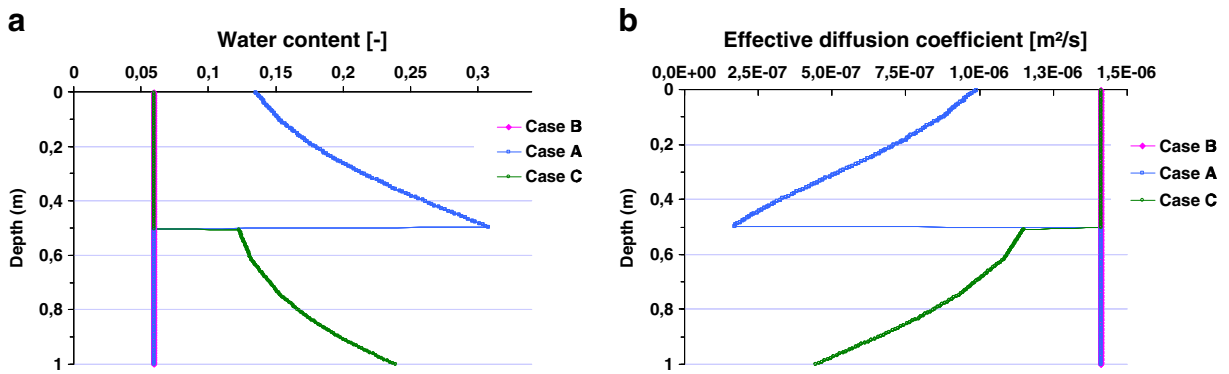 a
Water content [-]
0 0,05 0,1 0,15 0,2 0,25 0,3
0
0,2
0,4
0,6
0,8
1
Depth (m)
Case B
Case A
Case C
b
Effective diffusion coefficient [m²/s]
0,0E+00 2,5E-07 5,0E-07 7,5E-07 1,0E-06 1,3E-06 1,5E-06
0
0,2
0,4
0,6
0,8
1
Depth (m)
Case B
Case A
Case C